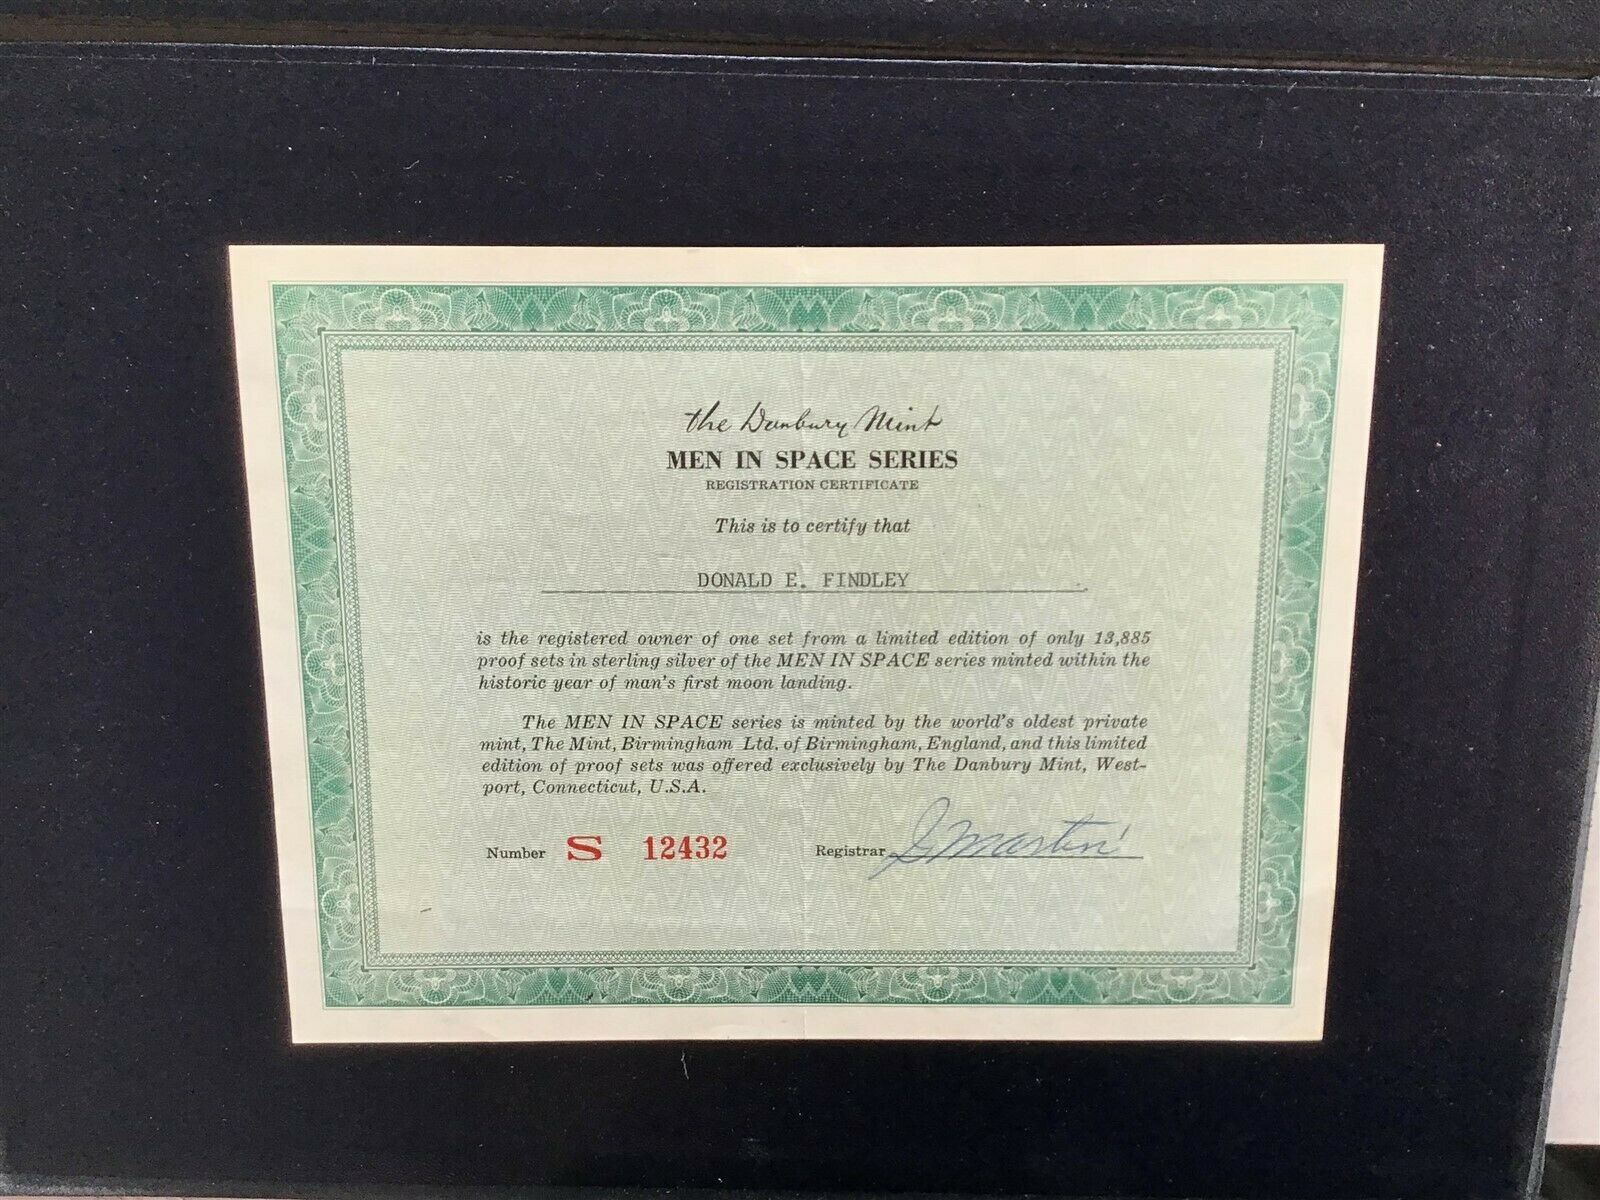 the Danbury Mint
MEN IN SPACE SERIES
REGISTRATION CERTIFICATE
This is to certify that
DONALD E. FINDLEY
is the registered owner of one set from a limited edition of only 13,885
proof sets in sterling silver of the MEN IN SPACE series minted within the
historic year of man's first moon landing.
The MEN IN SPACE series is minted by the world's oldest private
mint, The Mint, Birmingham Ltd. of Birmingham, England, and this limited
edition of proof sets was offered exclusively by The Danbury Mint, West-
port, Connecticut, U.S.A.
Number S 12432 Registrar S Martin